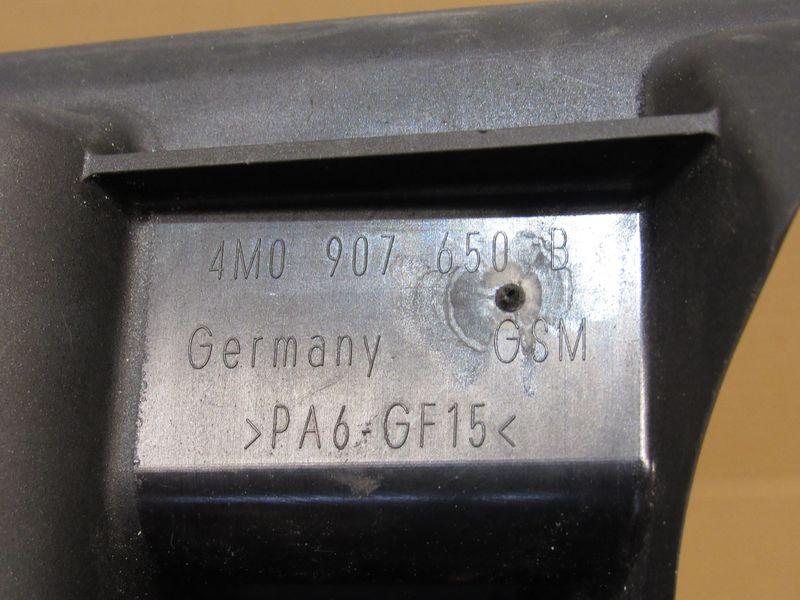 4M0 907 650 B
Germany GSM
>PA6-GF15<